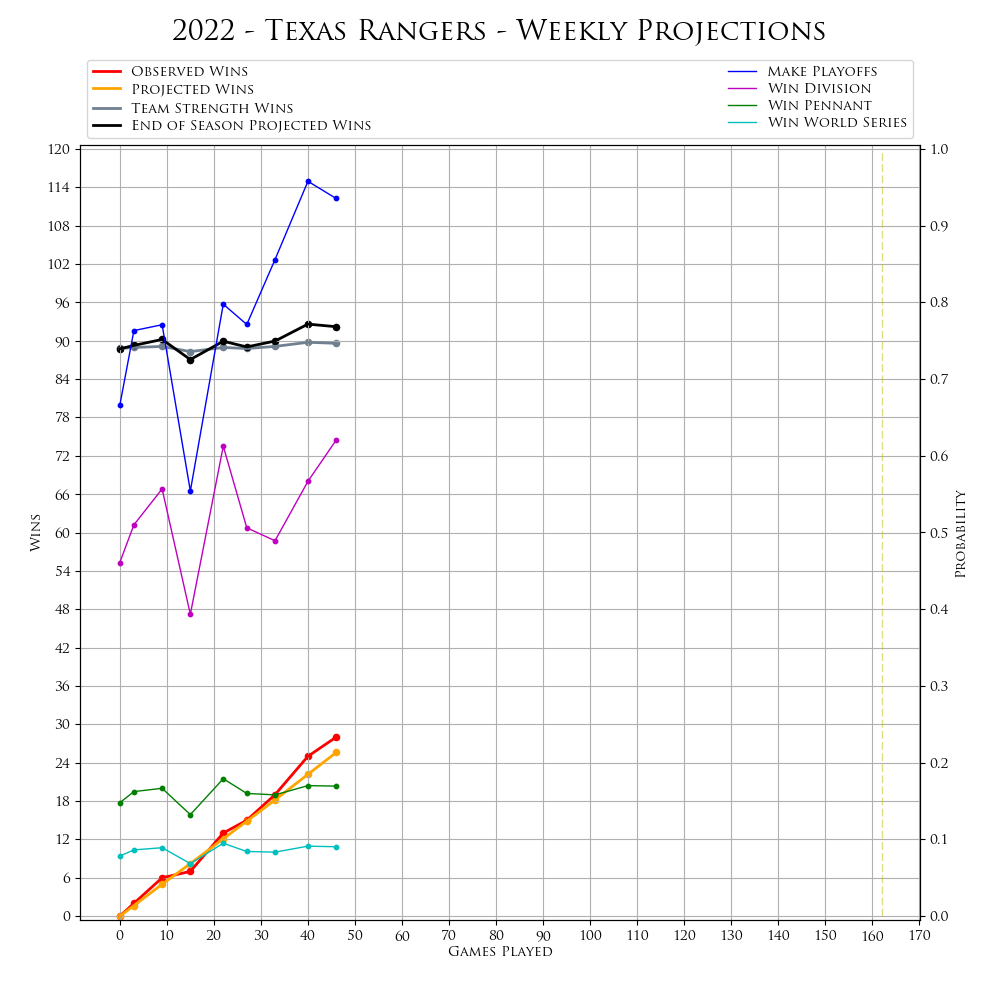 2022 - Texas Rangers - Weekly Projections
Observed Wins
Projected Wins
Team Strength Wins
End of Season Projected Wins
Make Playoffs
Win Division
Win Pennant
Win World Series
120
114
108
102
96
90
84
78
72
66
60
54
48
42
36
30
24
18
12
6
0
Wins
1.0
0.9
0.8
0.7
0.6
0.5
0.4
0.3
0.2
0.1
0.0
Probability
0 10 20 30 40 50 60 70 80 90 100 110 120 130 140 150 160 170
Games Played